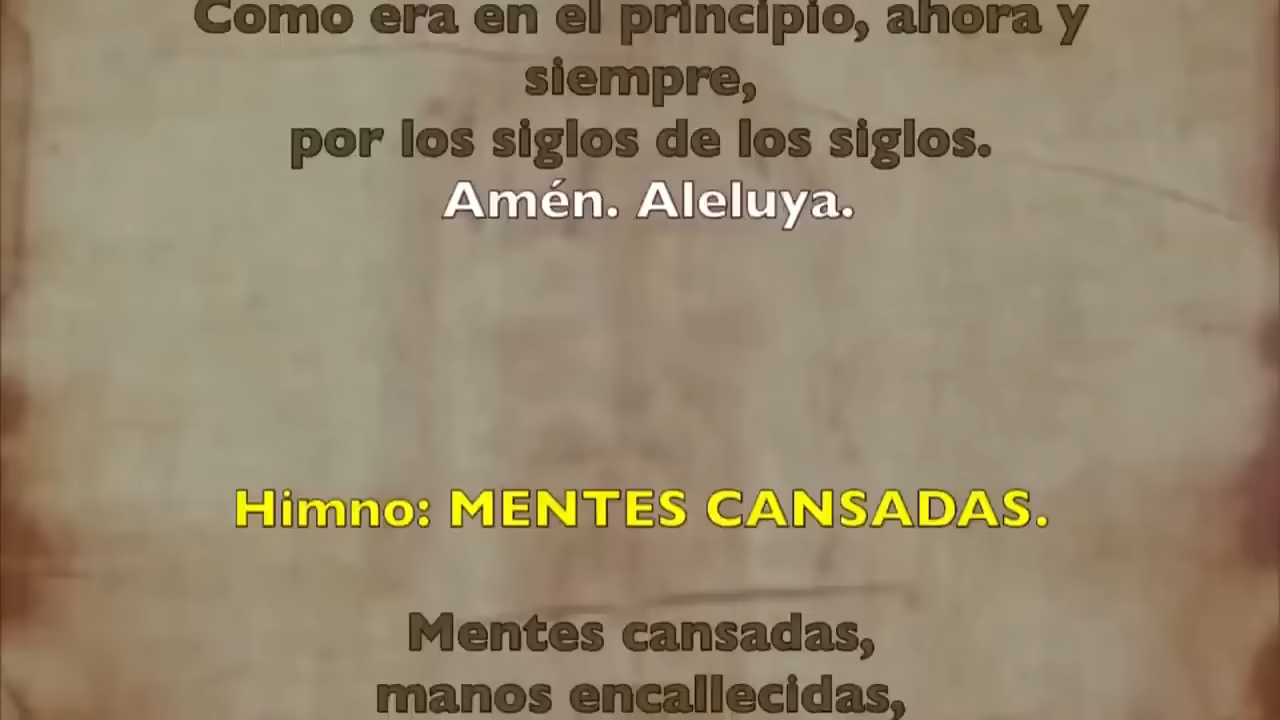 Como era en el principio, ahora y
siempre,
por los siglos de los siglos.
Amén. Aleluya.
Himno: MENTES CANSADAS.
Mentes cansadas,
manos encallecidas,